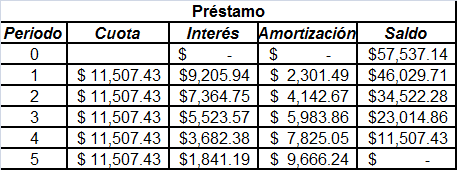 Préstamo
Periodo Cuota Interés Amortización Saldo
0 $ - $ - $57,537.14
1 $ 11,507.43 $9,205.94 $ 2,301.49 $46,029.71
2 $ 11,507.43 $7,364.75 $ 4,142.67 $34,522.28
3 $ 11,507.43 $5,523.57 $ 5,983.86 $23,014.86
4 $ 11,507.43 $3,682.38 $ 7,825.05 $11,507.43
5 $ 11,507.43 $1,841.19 $ 9,666.24 $ -